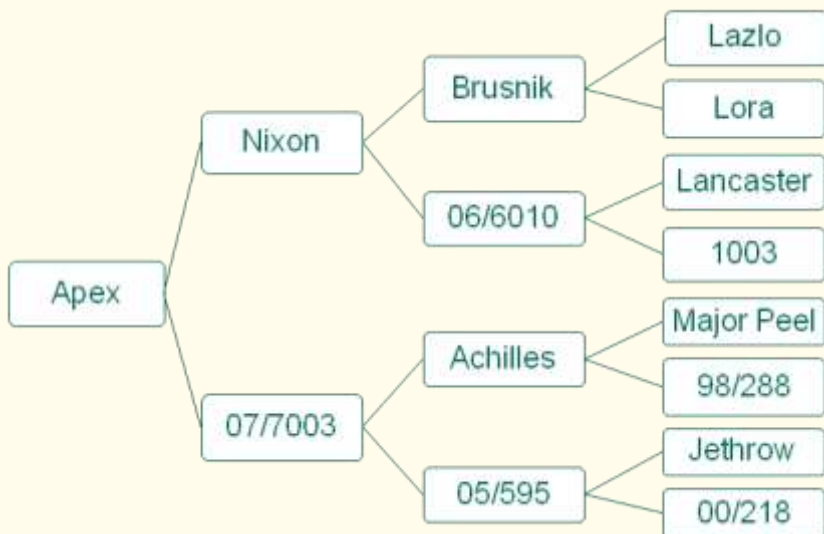 Lazlo
Brusnik
Lora
Nixon
Lancaster
06/6010
1003
Apex
Major Peel
Achilles
98/288
07/7003
Jethrow
05/595
00/218